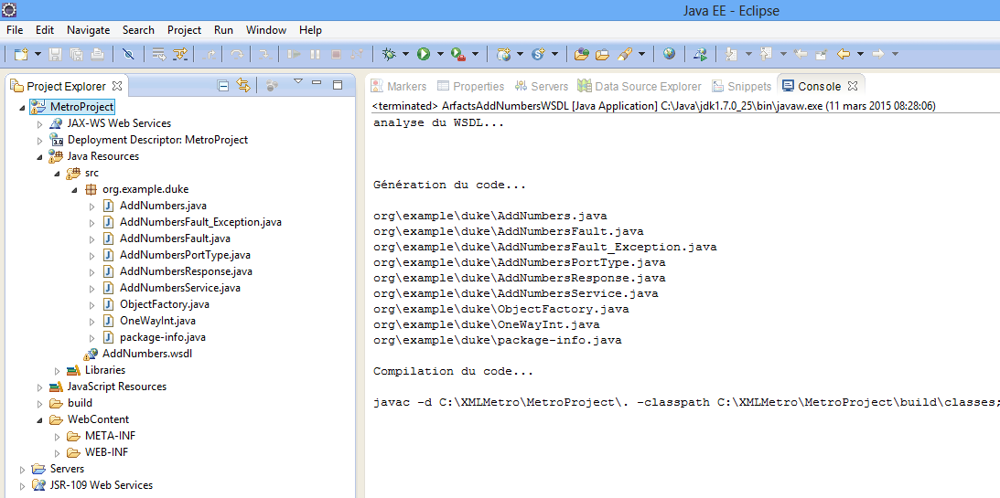 Java EE - Eclipse
File Edit Navigate Search Project Run Window Help
Project Explorer
MetroProject
JAX-WS Web Services
3.0 Deployment Descriptor: MetroProject
Java Resources
src
org.example.duke
AddNumbers.java
AddNumbersFault_Exception.java
AddNumbersFault.java
AddNumbersPortType.java
AddNumbersResponse.java
AddNumbersService.java
ObjectFactory.java
OneWayInt.java
package-info.java
AddNumbers.wsdl
Libraries
JavaScript Resources
build
WebContent
META-INF
WEB-INF
Servers
JSR-109 Web Services
Markers Properties Servers Data Source Explorer Snippets Console
<terminated> ArfactsAddNumbersWSDL [Java Application] C:\Java\jdk1.7.0_25\bin\javaw.exe (11 mars 2015 08:28:06)
analyse du WSDL...
Génération du code...
org\example\duke\AddNumbers.java
org\example\duke\AddNumbersFault.java
org\example\duke\AddNumbersFault_Exception.java
org\example\duke\AddNumbersPortType.java
org\example\duke\AddNumbersResponse.java
org\example\duke\AddNumbersService.java
org\example\duke\ObjectFactory.java
org\example\duke\OneWayInt.java
org\example\duke\package-info.java
Compilation du code...
javac -d C:\XMLMetro\MetroProject\. -classpath C:\XMLMetro\MetroProject\build\classes;